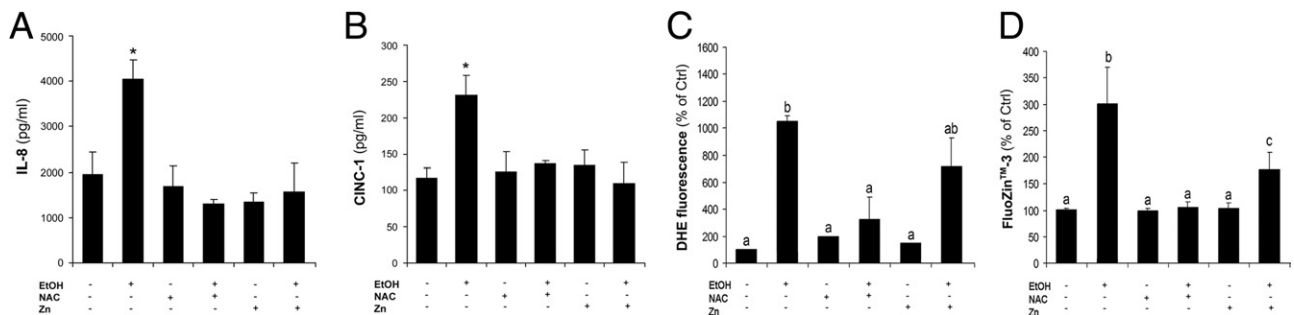 A
IL-8 (pg/ml)
5000
4000
3000
2000
1000
0
*
EtOH - + - + - +
NAC - - + + - -
Zn - - - - + +
B
CINC-1 (pg/ml)
300
250
200
150
100
50
0
*
EtOH - + - + - +
NAC - - + + - -
Zn - - - - + +
C
DHE fluorescence (% of Ctrl)
1600
1400
1200
1000
800
600
400
200
0
a b a a a ab
EtOH - + - + - +
NAC - - + + - -
Zn - - - - + +
D
FluoZin™-3 (% of Ctrl)
400
350
300
250
200
150
100
50
0
a b a a a c
EtOH - + - + - +
NAC - - + + - -
Zn - - - - + +